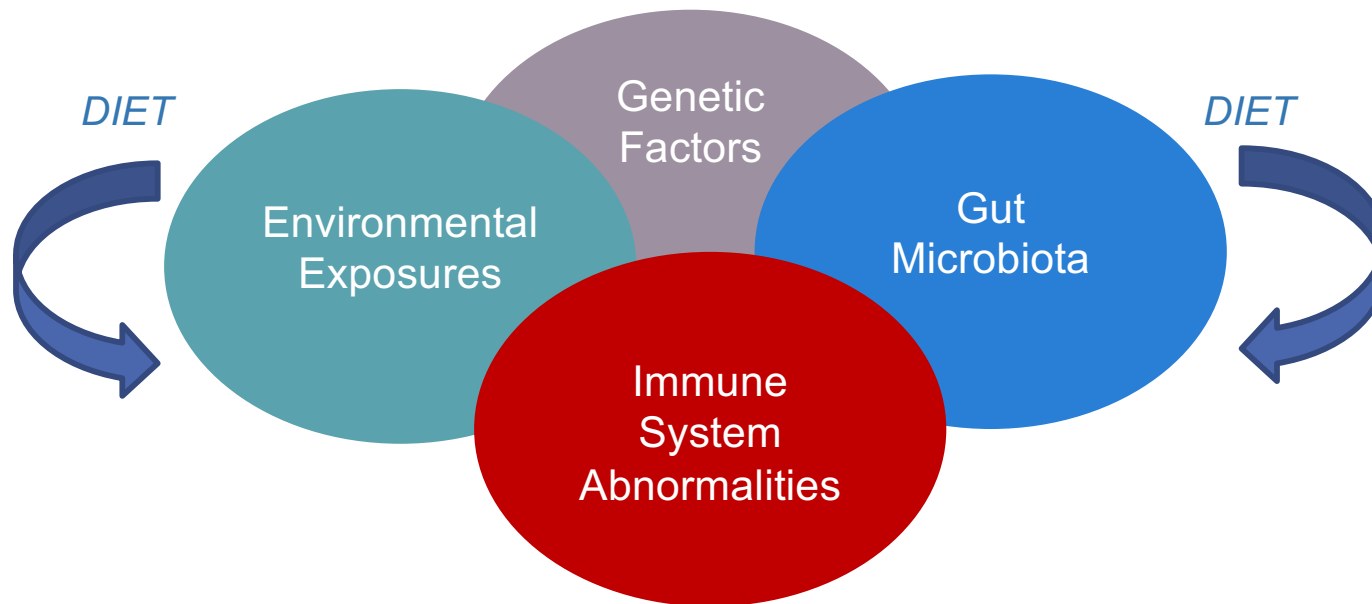 DIET
Genetic
Factors
DIET
Environmental
Exposures
Gut
Microbiota
Immune
System
Abnormalities